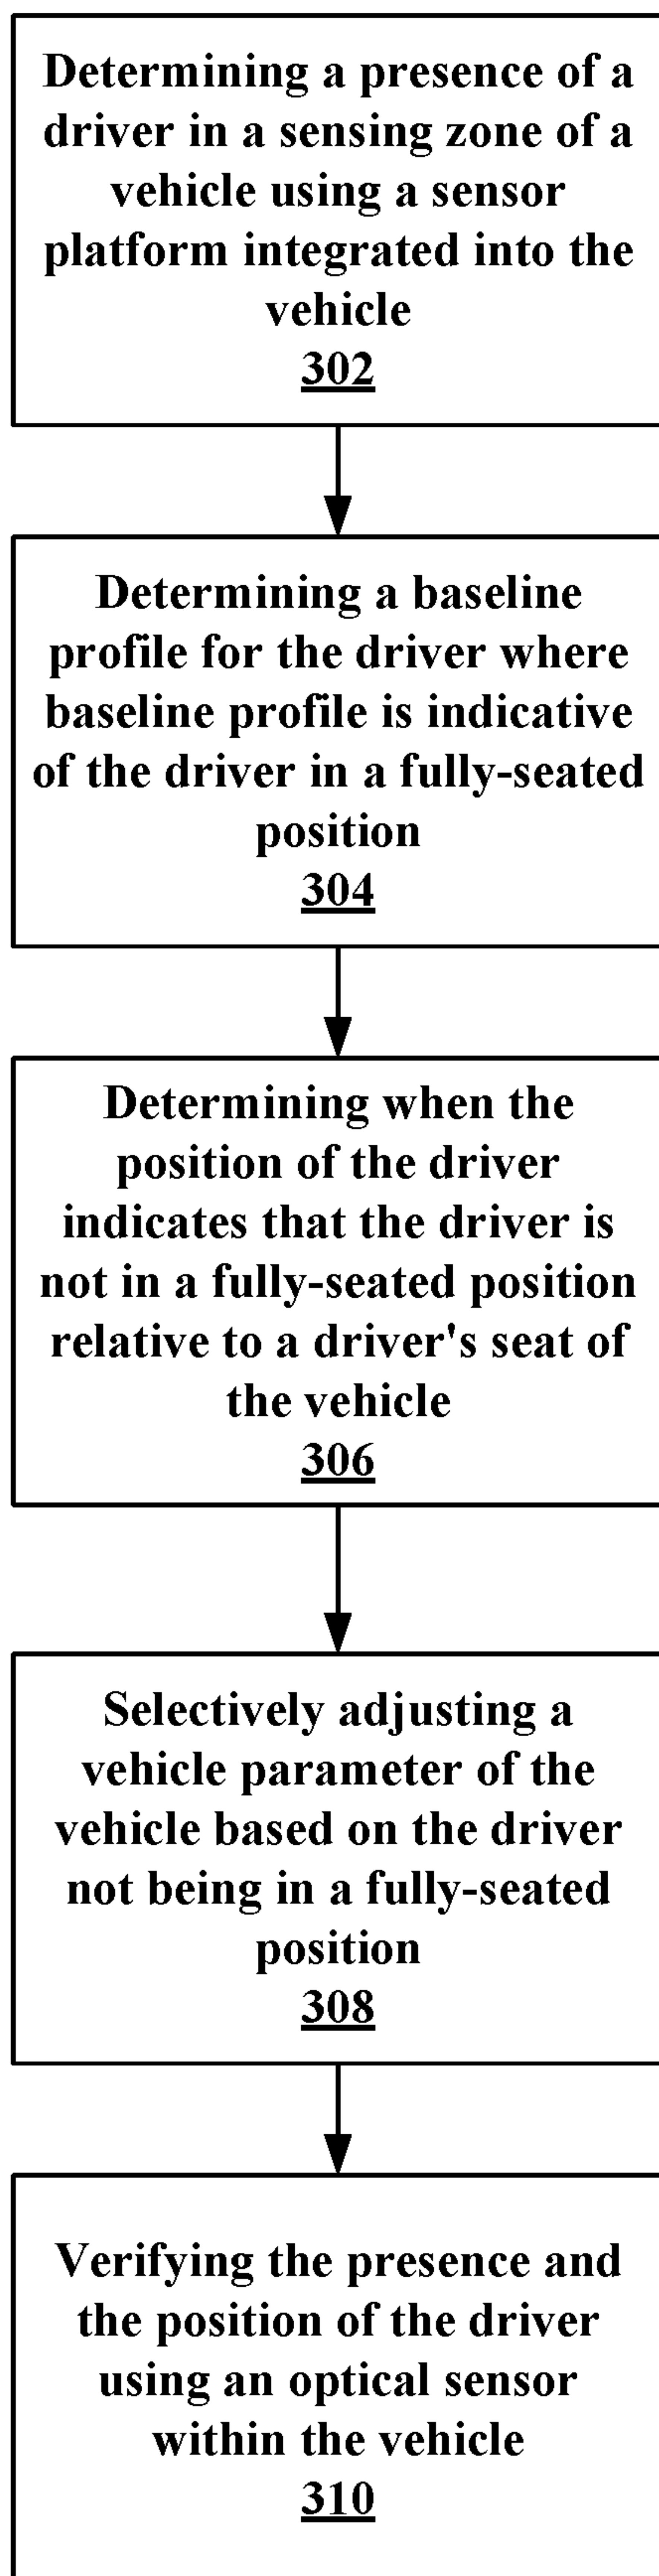 Determining a presence of a
driver in a sensing zone of a
vehicle using a sensor
platform integrated into the
vehicle
302
Determining a baseline
profile for the driver where
baseline profile is indicative
of the driver in a fully-seated
position
304
Determining when the
position of the driver
indicates that the driver is
not in a fully-seated position
relative to a driver's seat of
the vehicle
306
Selectively adjusting a
vehicle parameter of the
vehicle based on the driver
not being in a fully-seated
position
308
Verifying the presence and
the position of the driver
using an optical sensor
within the vehicle
310